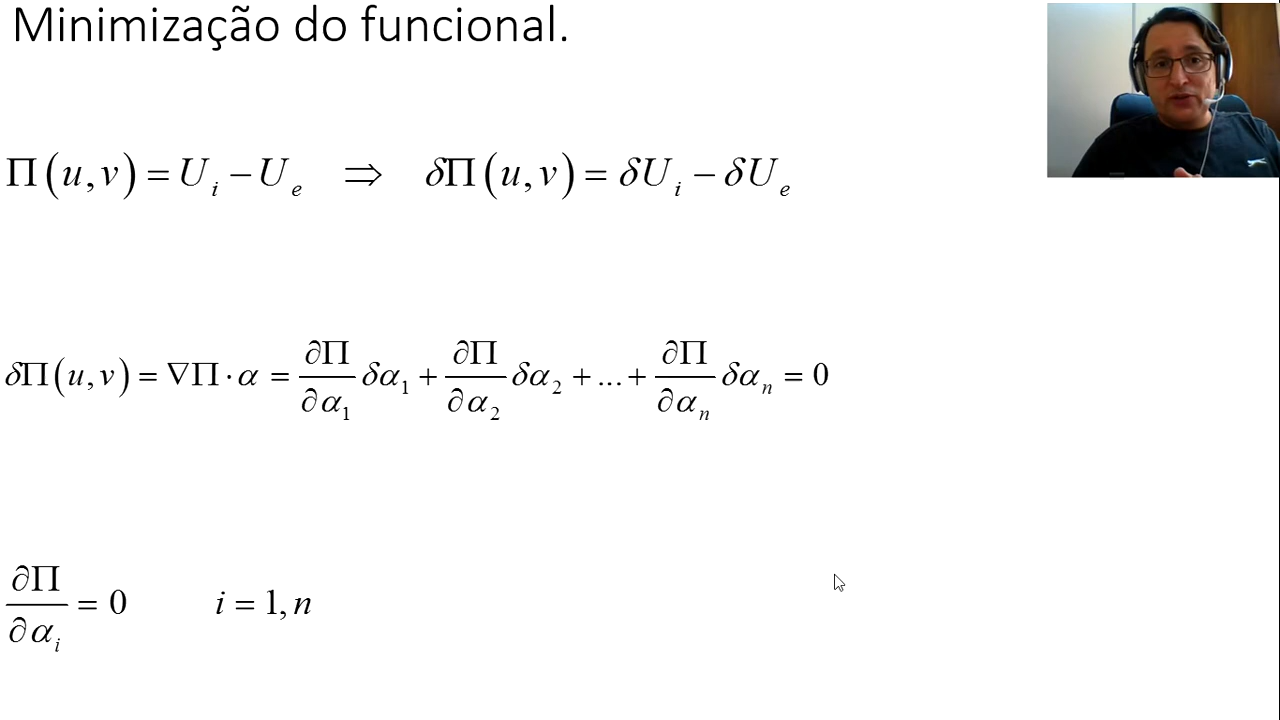 Minimização do funcional.
Π(u,v) = U_i − U_e ⇒ δΠ(u,v) = δU_i − δU_e
δΠ(u,v) = ∇Π·α = ∂Π/∂α_1 δα_1 + ∂Π/∂α_2 δα_2 + ... + ∂Π/∂α_n δα_n = 0
∂Π/∂α_i = 0 i = 1, n